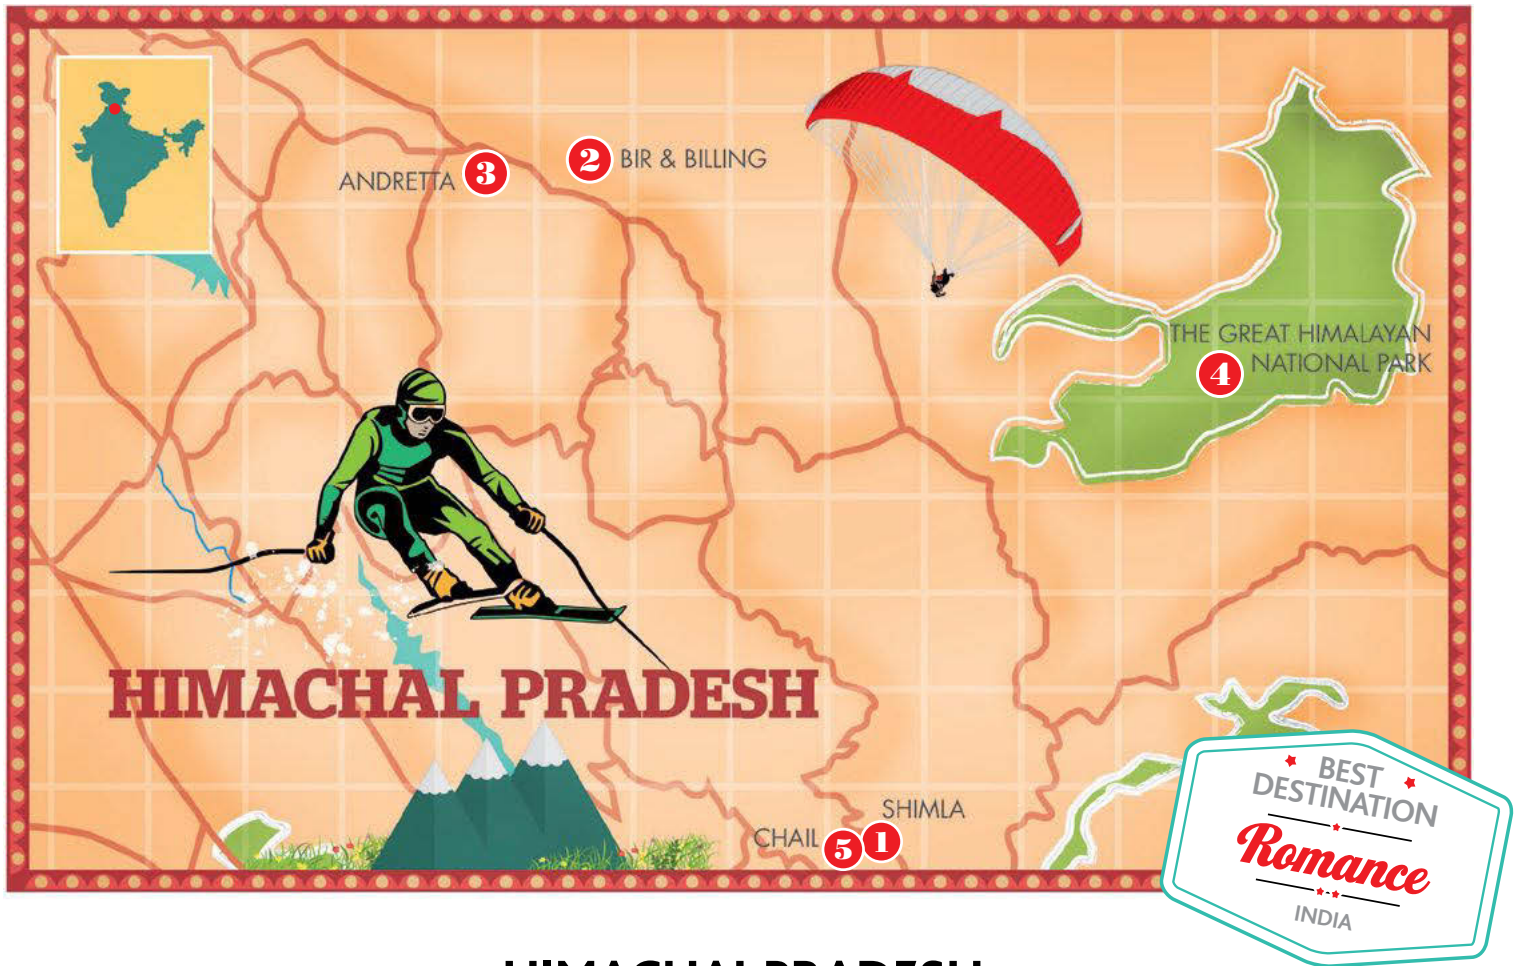 ANDRETTA
3
2
BIR & BILLING
THE GREAT HIMALAYAN
NATIONAL PARK
4
HIMACHAL PRADESH
SHIMLA
CHAIL
5
1
BEST
DESTINATION
Romance
INDIA